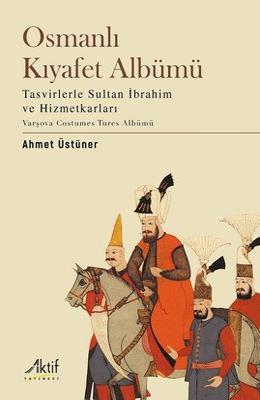 Osmanlı
Kıyafet Albümü
Tasvirlerle Sultan İbrahim
ve Hizmetkarları
Varşova Costumes Turcs Albümü
Ahmet Üstüner
Aktif
YAYINEVİ